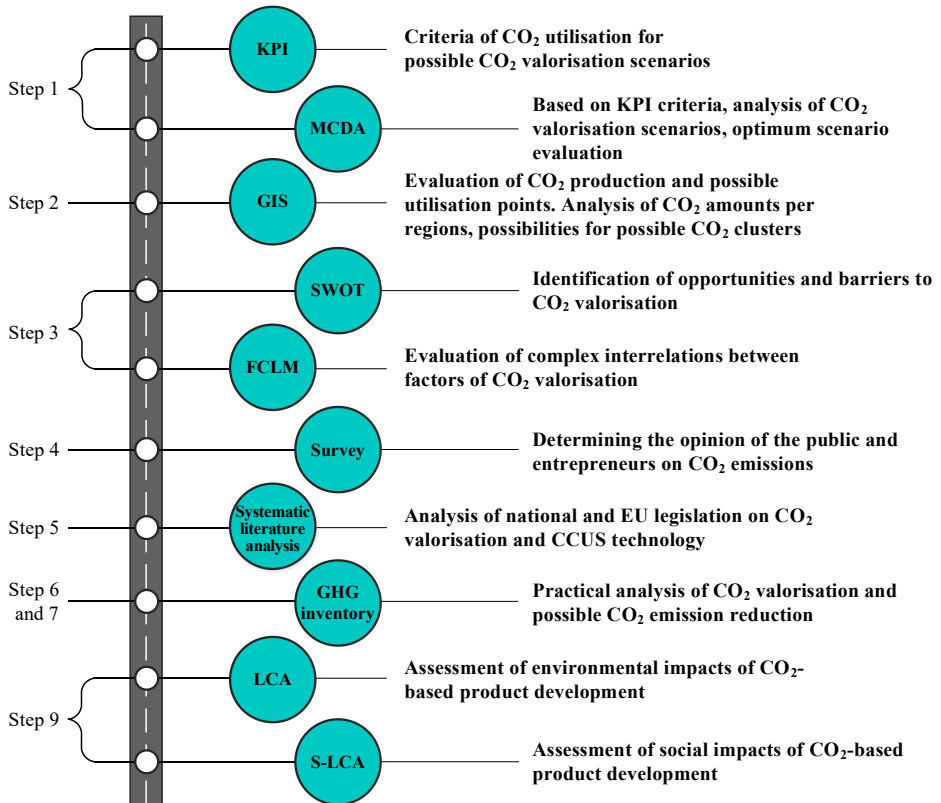 KPI
Criteria of CO₂ utilisation for
possible CO₂ valorisation scenarios
Step 1
MCDA
Based on KPI criteria, analysis of CO₂
valorisation scenarios, optimum scenario
evaluation
Step 2
GIS
Evaluation of CO₂ production and possible
utilisation points. Analysis of CO₂ amounts per
regions, possibilities for possible CO₂ clusters
SWOT
Identification of opportunities and barriers to
CO₂ valorisation
Step 3
FCLM
Evaluation of complex interrelations between
factors of CO₂ valorisation
Step 4
Survey
Determining the opinion of the public and
entrepreneurs on CO₂ emissions
Step 5
Systematic
literature
analysis
Analysis of national and EU legislation on CO₂
valorisation and CCUS technology
Step 6
and 7
GHG
inventory
Practical analysis of CO₂ valorisation and
possible CO₂ emission reduction
LCA
Assessment of environmental impacts of CO₂-
based product development
Step 9
S-LCA
Assessment of social impacts of CO₂-based
product development